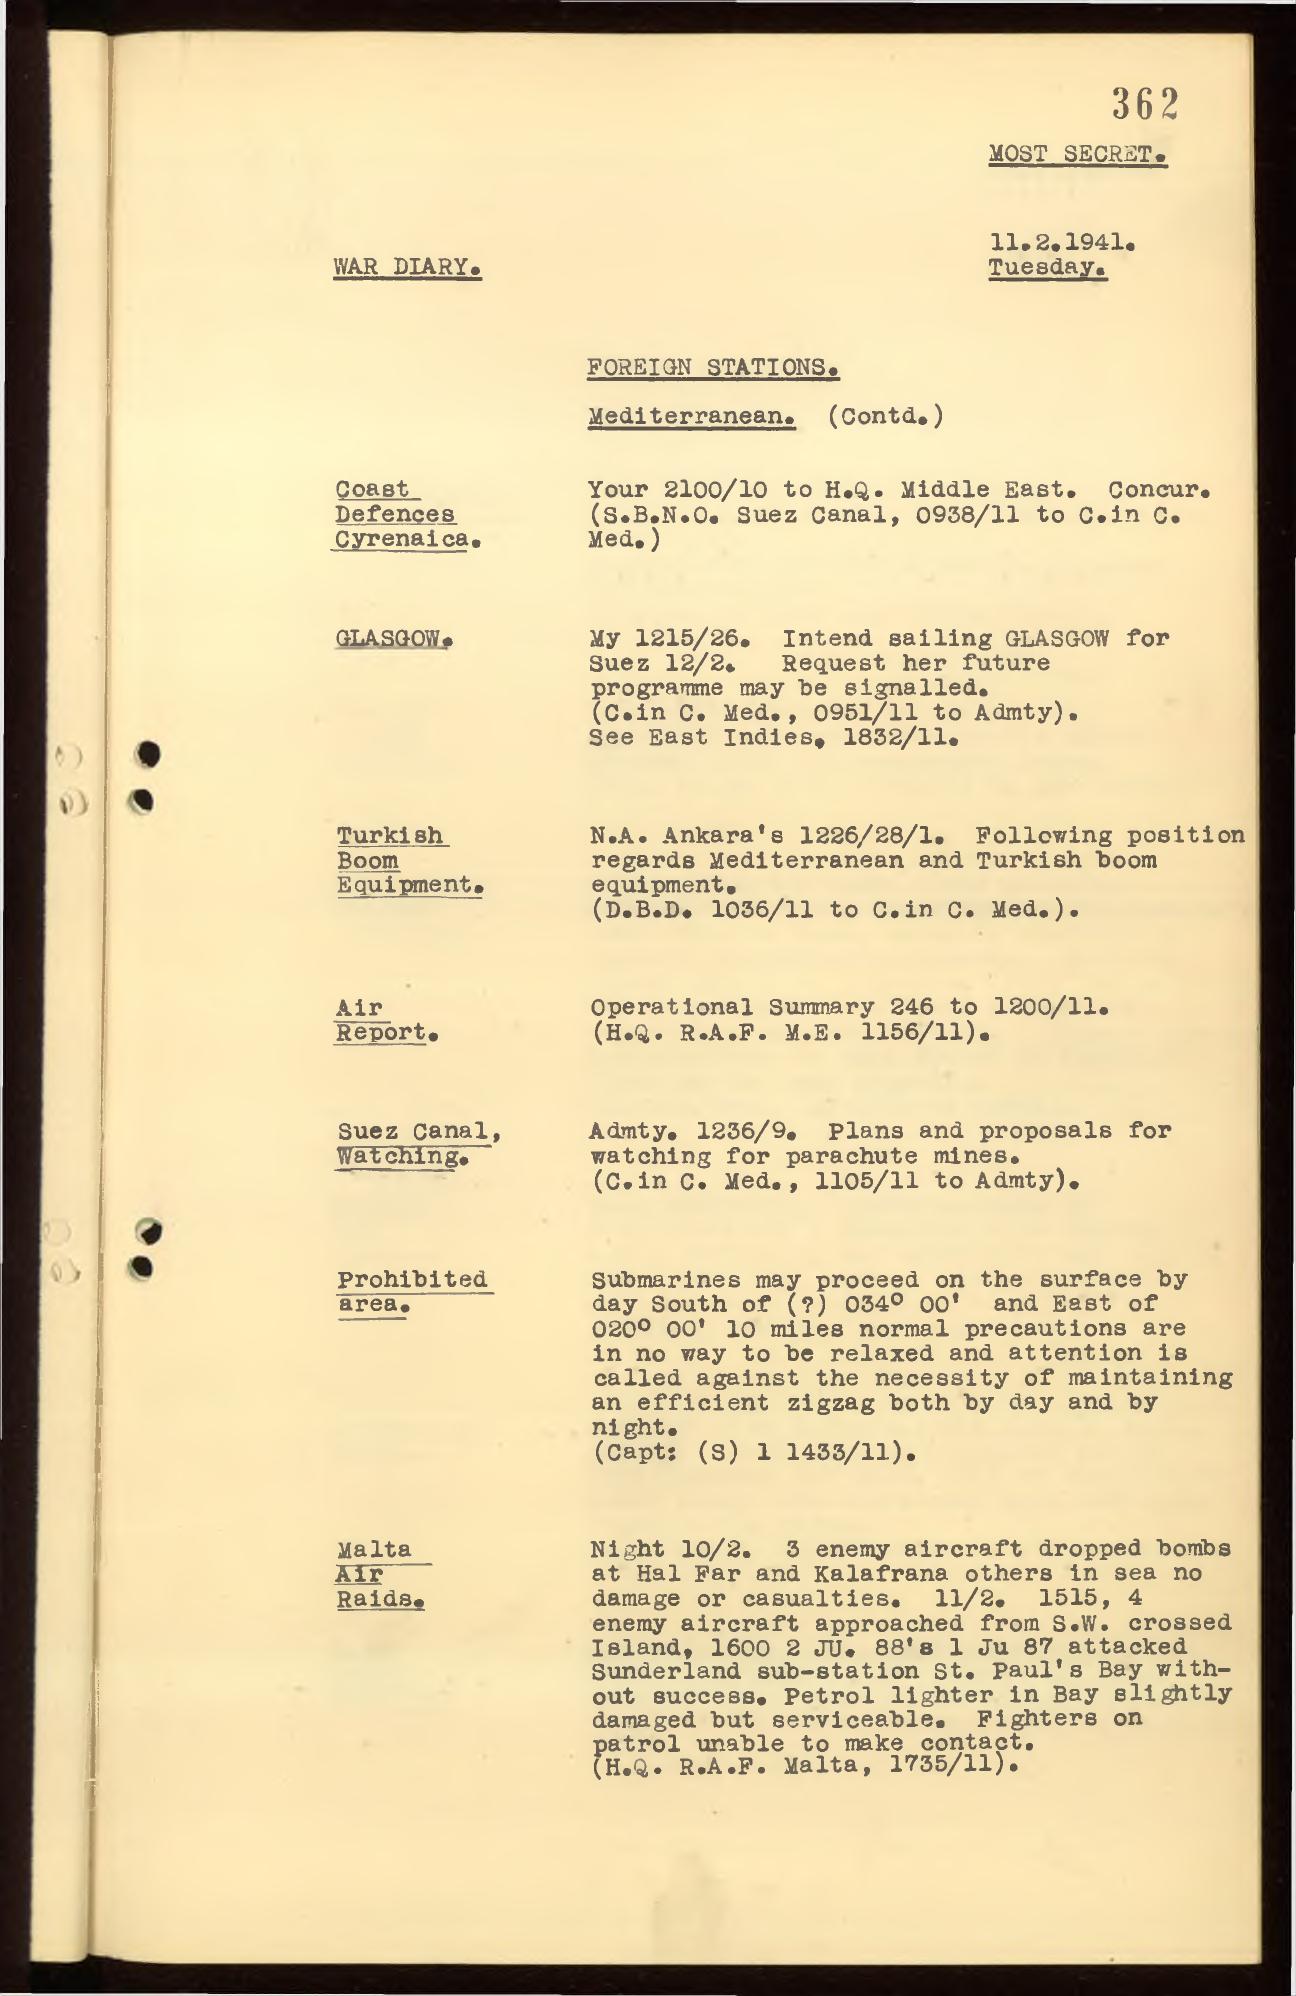 362
MOST SECRET.
11.2.1941.
WAR DIARY.
Tuesday.
FOREIGN STATIONS.
Mediterranean. (Contd.)
Coast
Defences
Cyrenaica.
Your 2100/10 to H.Q. Middle East. Concur.
(S.B.N.O. Suez Canal, 0938/11 to C.in C.
Med.)
GLASGOW.
My 1215/26. Intend sailing GLASGOW for
Suez 12/2. Request her future
programme may be signalled.
(C.in C. Med., 0951/11 to Admty).
See East Indies, 1832/11.
Turkish
Boom
Equipment.
N.A. Ankara's 1226/28/1. Following position
regards Mediterranean and Turkish boom
equipment.
(D.B.D. 1036/11 to C.in C. Med.).
Air
Report.
Operational Summary 246 to 1200/11.
(H.Q. R.A.F. M.E. 1156/11).
Suez Canal,
Watching.
Admty. 1236/9. Plans and proposals for
watching for parachute mines.
(C.in C. Med., 1105/11 to Admty).
Prohibited
area.
Submarines may proceed on the surface by
day South of (?) 034° 00' and East of
020° 00' 10 miles normal precautions are
in no way to be relaxed and attention is
called against the necessity of maintaining
an efficient zigzag both by day and by
night.
(Capt: (S) 1 1433/11).
Malta
Air
Raids.
Night 10/2. 3 enemy aircraft dropped bombs
at Hal Far and Kalafrana others in sea no
damage or casualties. 11/2. 1515, 4
enemy aircraft approached from S.W. crossed
Island, 1600 2 JU. 88's 1 Ju 87 attacked
Sunderland sub-station St. Paul's Bay with-
out success. Petrol lighter in Bay slightly
damaged but serviceable. Fighters on
patrol unable to make contact.
(H.Q. R.A.F. Malta, 1735/11).